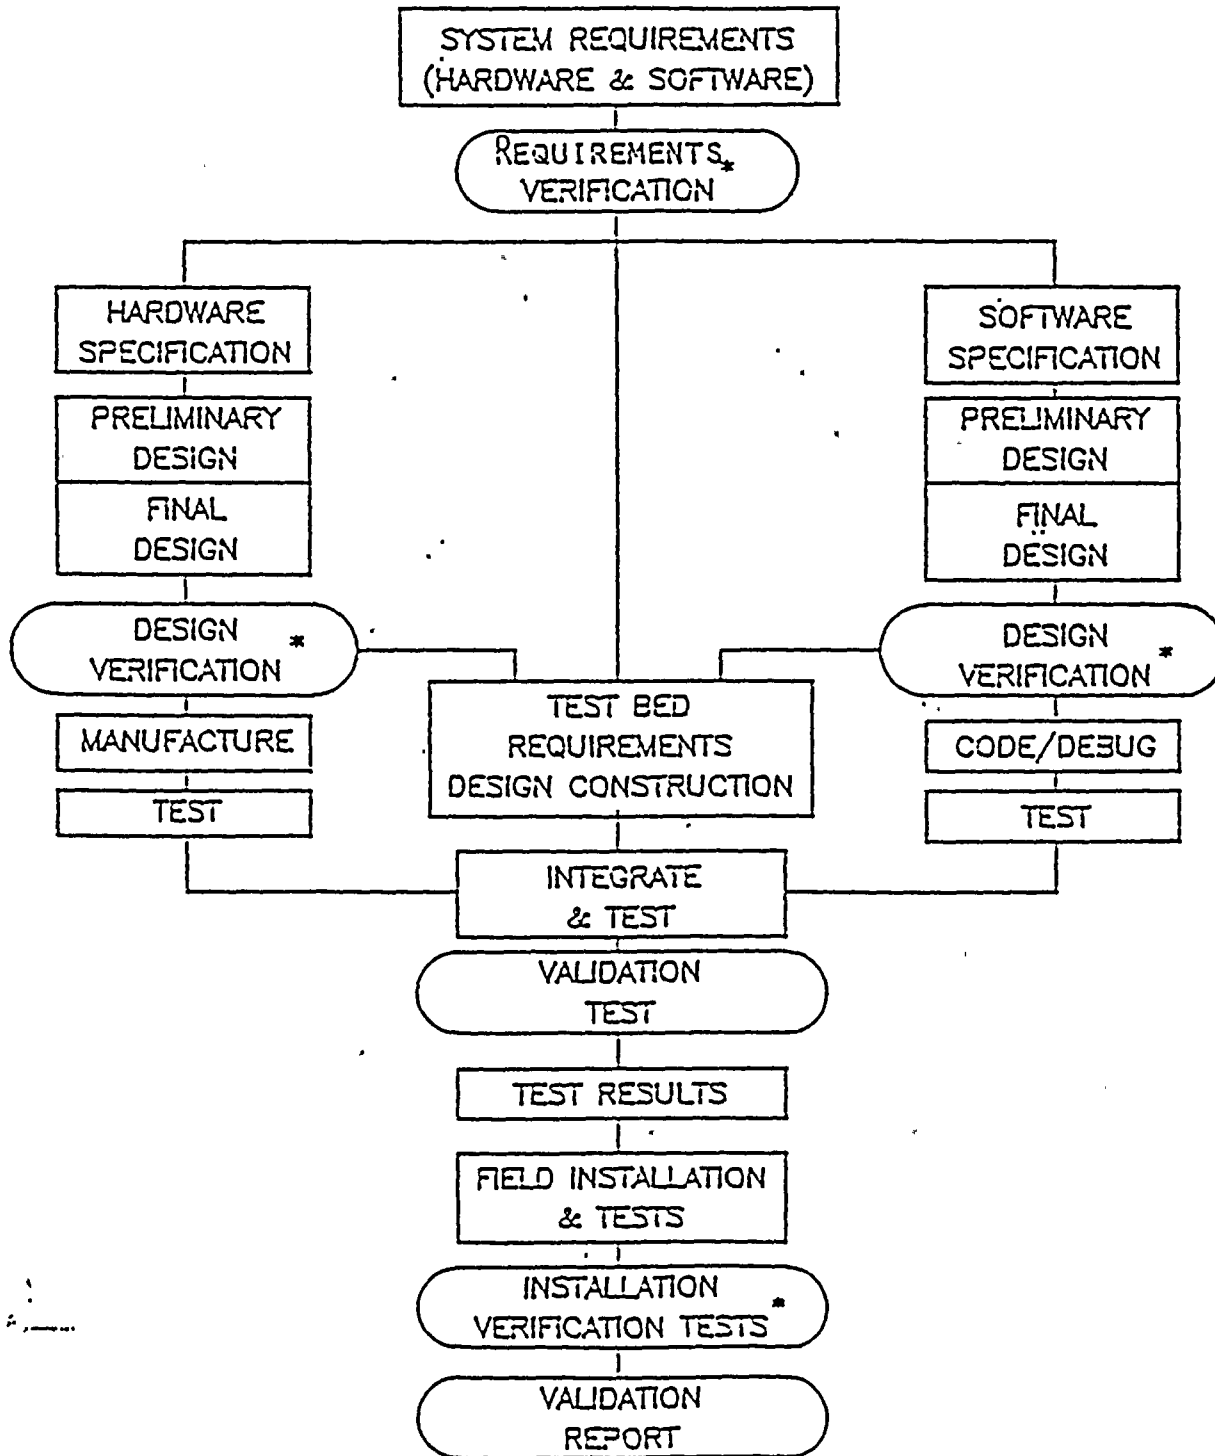 SYSTEM REQUIREMENTS
(HARDWARE & SOFTWARE)
REQUIREMENTS*
VERIFICATION
HARDWARE
SPECIFICATION
PRELIMINARY
DESIGN
FINAL
DESIGN
DESIGN
VERIFICATION*
MANUFACTURE
TEST
SOFTWARE
SPECIFICATION
PRELIMINARY
DESIGN
FINAL
DESIGN
DESIGN
VERIFICATION*
CODE/DEBUG
TEST
TEST BED
REQUIREMENTS
DESIGN CONSTRUCTION
INTEGRATE
& TEST
VALIDATION
TEST
TEST RESULTS
FIELD INSTALLATION
& TESTS
INSTALLATION
VERIFICATION TESTS*
VALIDATION
REPORT